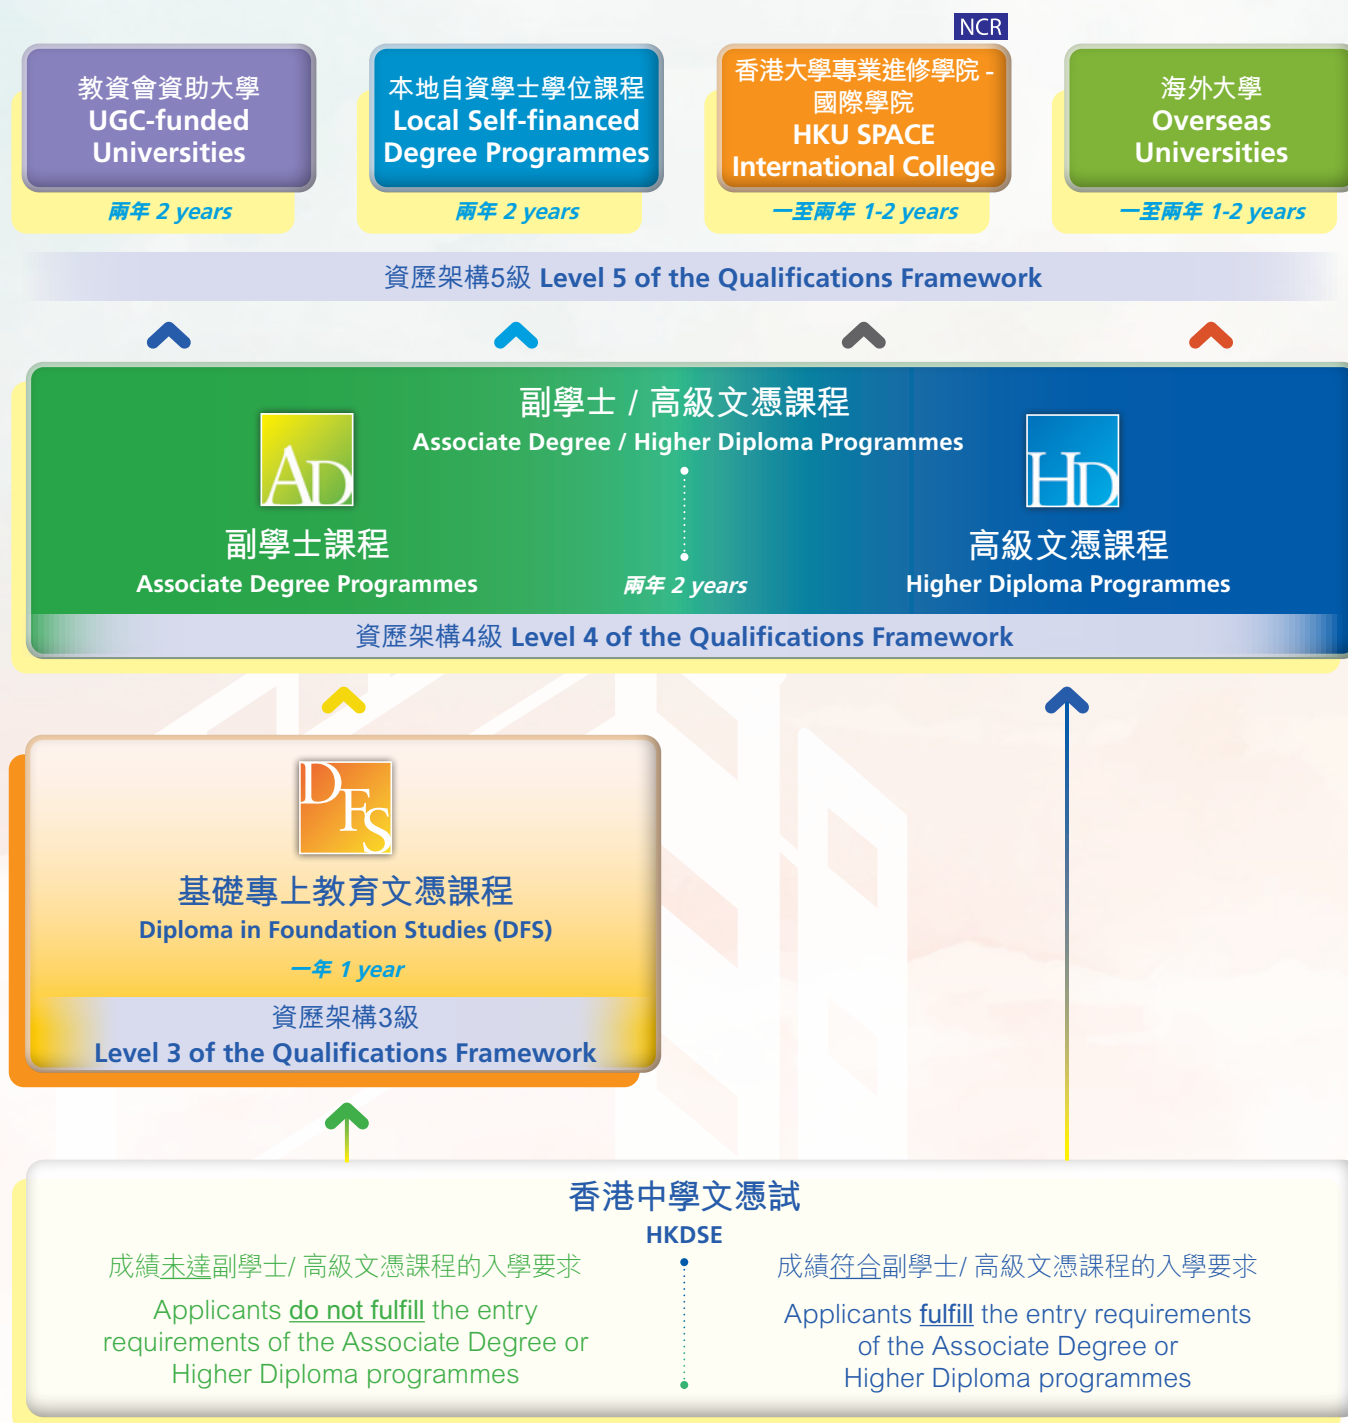 NCR
教資會資助大學
UGC-funded
Universities
兩年 2 years
本地自資學士學位課程
Local Self-financed
Degree Programmes
兩年 2 years
香港大學專業進修學院 -
國際學院
HKU SPACE
International College
一至兩年 1-2 years
海外大學
Overseas
Universities
一至兩年 1-2 years
資歷架構5級 Level 5 of the Qualifications Framework
副學士 / 高級文憑課程
Associate Degree / Higher Diploma Programmes
AD
副學士課程
Associate Degree Programmes
兩年 2 years
HD
高級文憑課程
Higher Diploma Programmes
資歷架構4級 Level 4 of the Qualifications Framework
DFS
基礎專上教育文憑課程
Diploma in Foundation Studies (DFS)
一年 1 year
資歷架構3級
Level 3 of the Qualifications Framework
香港中學文憑試
HKDSE
成績未達副學士/ 高級文憑課程的入學要求
Applicants do not fulfill the entry
requirements of the Associate Degree or
Higher Diploma programmes
成績符合副學士/ 高級文憑課程的入學要求
Applicants fulfill the entry requirements
of the Associate Degree or
Higher Diploma programmes